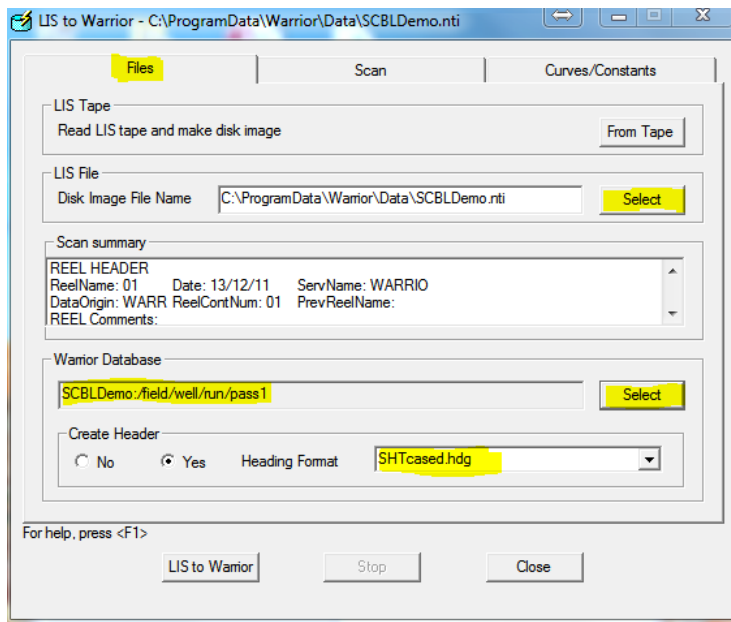 LIS to Warrior - C:\ProgramData\Warrior\Data\SCBLDemo.nti
Files Scan Curves/Constants
LIS Tape
Read LIS tape and make disk image From Tape
LIS File
Disk Image File Name C:\ProgramData\Warrior\Data\SCBLDemo.nti Select
Scan summary
REEL HEADER
ReelName: 01 Date: 13/12/11 ServName: WARRIO
DataOrigin: WARR ReelContNum: 01 PrevReelName:
REEL Comments:
Warrior Database
SCBLDemo:/field/well/run/pass1 Select
Create Header
No Yes Heading Format SHTcased.hdg
For help, press <F1>
LIS to Warrior Stop Close